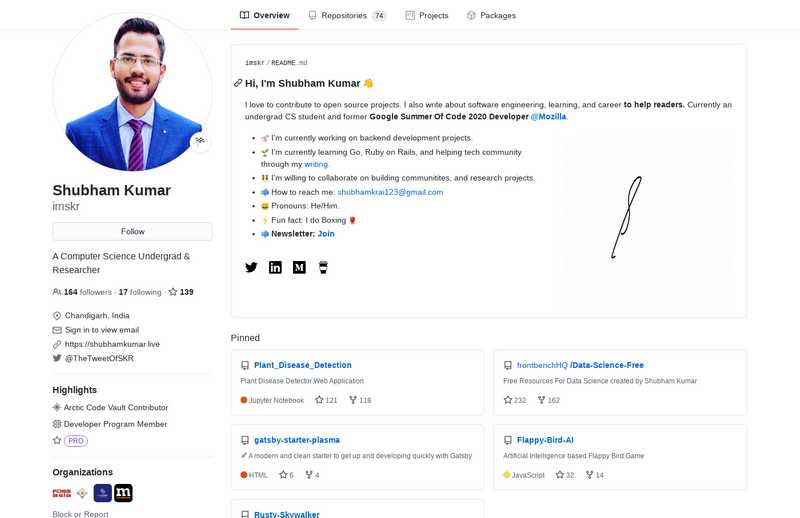 Overview
Repositories 74
Projects
Packages
Shubham Kumar
imskr
Follow
A Computer Science Undergrad &
Researcher
164 followers · 17 following · 139
Chandigarh, India
Sign in to view email
https://shubhamkumar.live
@TheTweetOfSKR
Highlights
Arctic Code Vault Contributor
Developer Program Member
PRO
Organizations
Block or Report
imskr / README.md
Hi, I'm Shubham Kumar 👋
I love to contribute to open source projects. I also write about software engineering, learning, and career to help readers. Currently an
undergrad CS student and former Google Summer Of Code 2020 Developer @Mozilla.
I'm currently working on backend development projects.
I'm currently learning Go, Ruby on Rails, and helping tech community
through my writing.
I'm willing to collaborate on building communitites, and research projects.
How to reach me: shubhamkrai123@gmail.com
Pronouns: He/Him.
Fun fact: I do Boxing 🥊
Newsletter: Join
Pinned
Plant_Disease_Detection
Plant Disease Detector Web Application
Jupyter Notebook 121 118
frontbenchHQ /Data-Science-Free
Free Resources For Data Science created by Shubham Kumar
232 162
gatsby-starter-plasma
A modern and clean starter to get up and developing quickly with Gatsby
HTML 6 4
Flappy-Bird-AI
Artificial Intelligence based Flappy Bird Game
JavaScript 32 14
Rusty-Skywalker